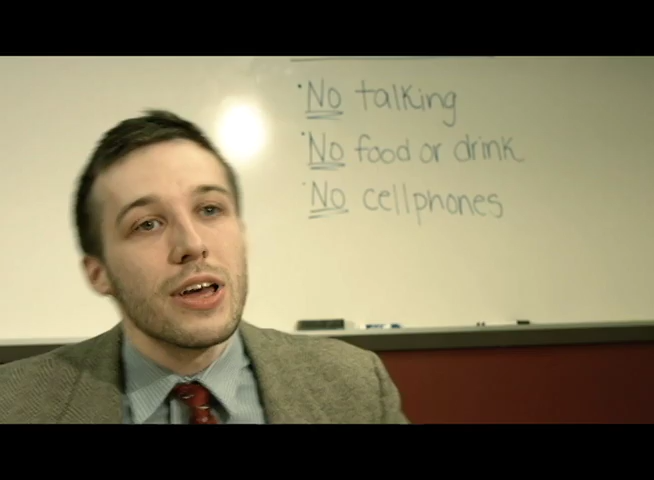 · No talking
· No food or drink
· No cellphones